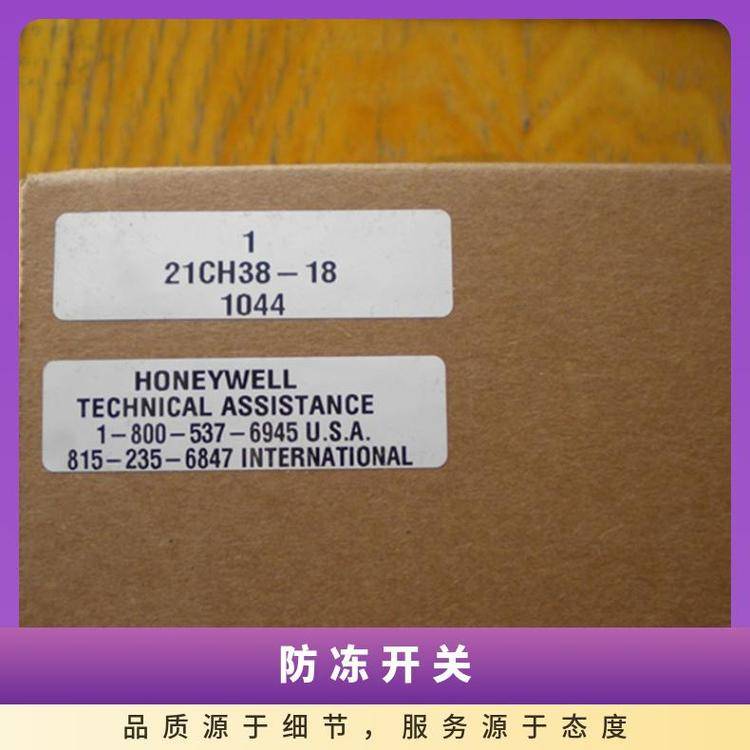 1
21CH38-18
1044
HONEYWELL
TECHNICAL ASSISTANCE
1-800-537-6945 U.S.A.
815-235-6847 INTERNATIONAL
防冻开关
品质源于细节，服务源于态度